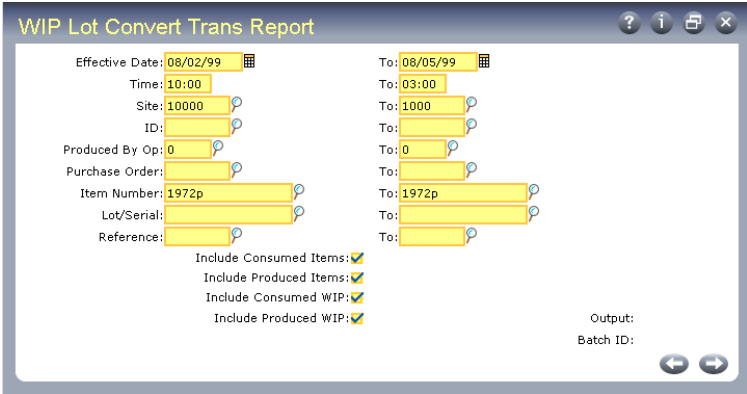 WIP Lot Convert Trans Report
Effective Date: 08/02/99 To: 08/05/99
Time: 10:00 To: 03:00
Site: 10000 To: 1000
ID: To:
Produced By Op: 0 To: 0
Purchase Order: To:
Item Number: 1972p To: 1972p
Lot/Serial: To:
Reference: To:
Include Consumed Items:
Include Produced Items:
Include Consumed WIP:
Include Produced WIP: Output:
Batch ID: